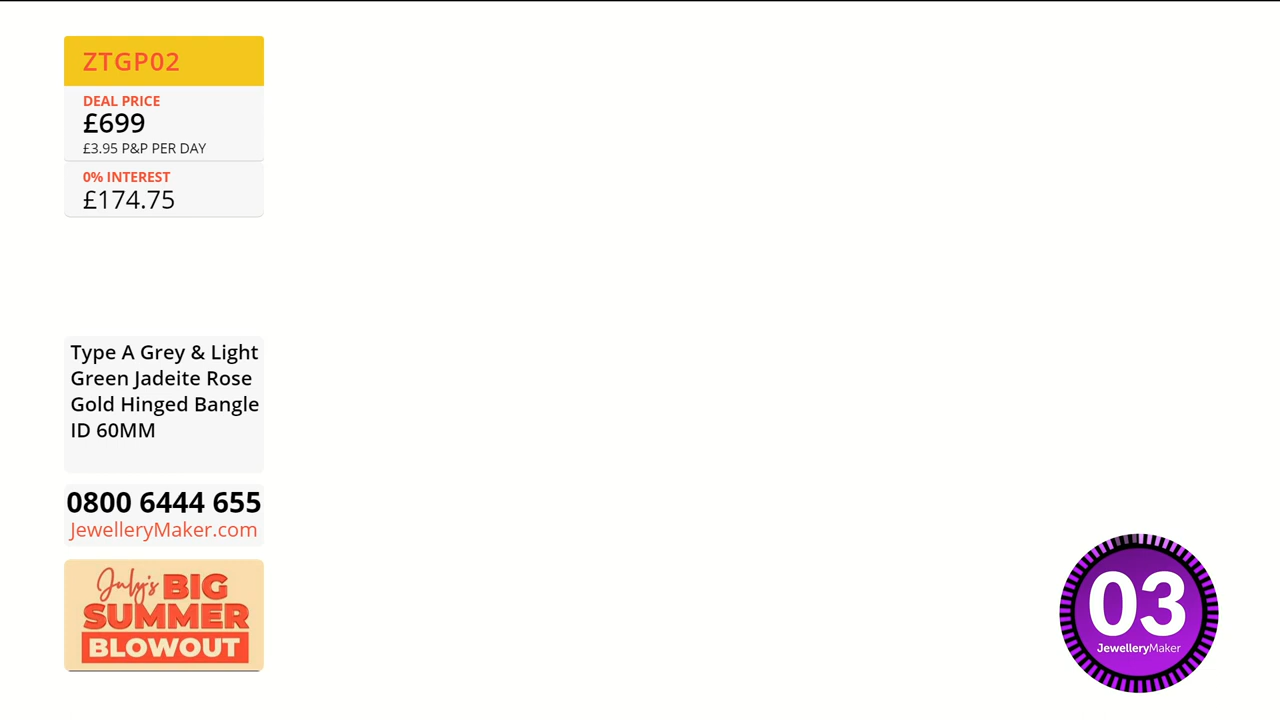 ZTGP02
DEAL PRICE
£699
£3.95 P&P PER DAY
0% INTEREST
£174.75
Type A Grey & Light
Green Jadeite Rose
Gold Hinged Bangle
ID 60MM
0800 6444 655
JewelleryMaker.com
July's BIG
SUMMER
BLOWOUT
03
JewelleryMaker